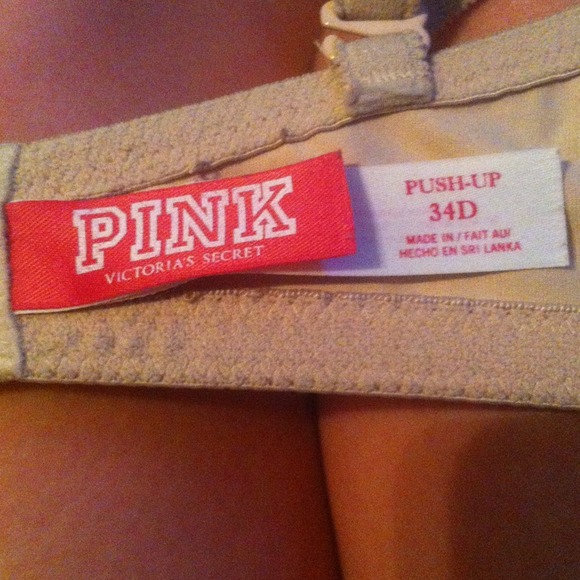 PINK
VICTORIA'S SECRET
PUSH-UP
34D
MADE IN / FAIT AU/
HECHO EN SRI LANKA